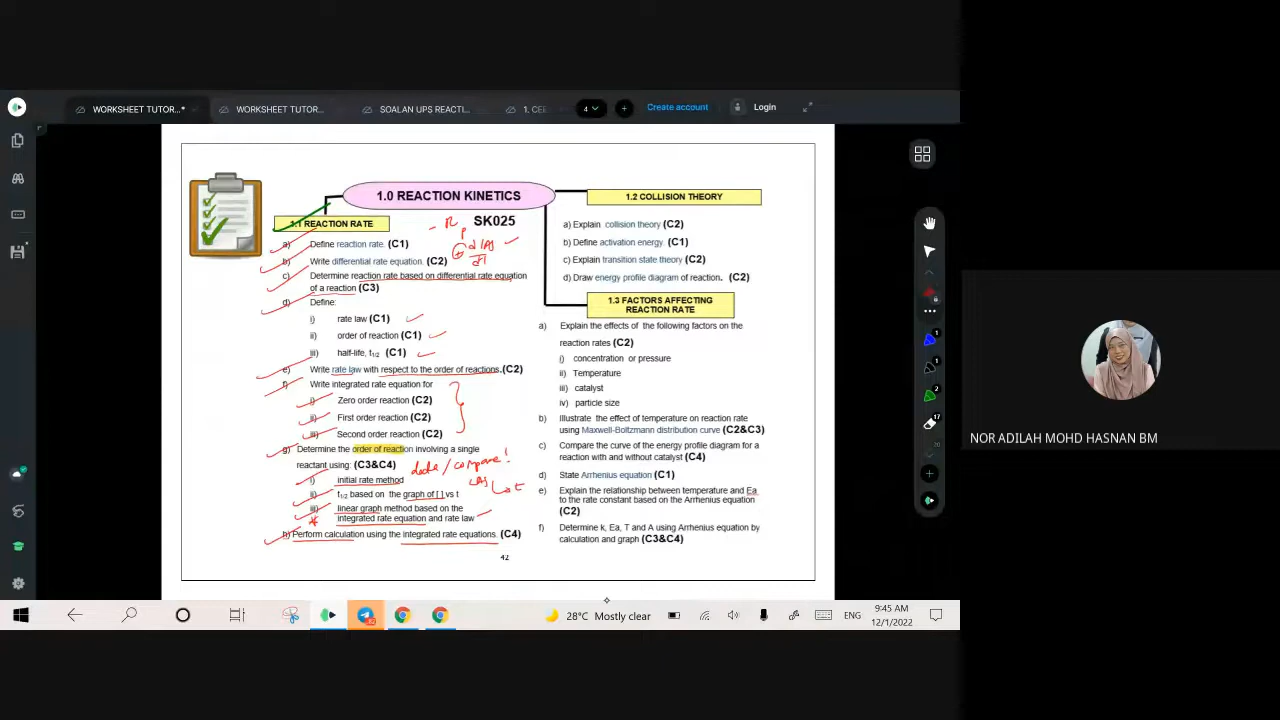 WORKSHEET TUTOR...*
WORKSHEET TUTOR...
SOALAN UPS REACTI...
1. CER
4
Create account
Login
1.0 REACTION KINETICS
SK025
1.1 REACTION RATE
a) Define reaction rate. (C1)
b) Write differential rate equation. (C2)
c) Determine reaction rate based on differential rate equation
of a reaction (C3)
d) Define:
i) rate law (C1)
ii) order of reaction (C1)
iii) half-life, t1/2 (C1)
e) Write rate law with respect to the order of reactions.(C2)
f) Write integrated rate equation for
i) Zero order reaction (C2)
ii) First order reaction (C2)
iii) Second order reaction (C2)
g) Determine the order of reaction involving a single
reactant using: (C3&C4)
i) initial rate method
ii) t1/2 based on the graph of [ ] vs t
iii) linear graph method based on the
integrated rate equation and rate law
h) Perform calculation using the integrated rate equations. (C4)
42
1.2 COLLISION THEORY
a) Explain collision theory (C2)
b) Define activation energy. (C1)
c) Explain transition state theory (C2)
d) Draw energy profile diagram of reaction. (C2)
1.3 FACTORS AFFECTING
REACTION RATE
a) Explain the effects of the following factors on the
reaction rates (C2)
i) concentration or pressure
ii) Temperature
iii) catalyst
iv) particle size
b) Illustrate the effect of temperature on reaction rate
using Maxwell-Boltzmann distribution curve (C2&C3)
c) Compare the curve of the energy profile diagram for a
reaction with and without catalyst (C4)
d) State Arrhenius equation (C1)
e) Explain the relationship between temperature and Ea
to the rate constant based on the Arrhenius equation
(C2)
f) Determine k, Ea, T and A using Arrhenius equation by
calculation and graph (C3&C4)
NOR ADILAH MOHD HASNAN BM
28°C Mostly clear
ENG
9:45 AM
12/1/2022